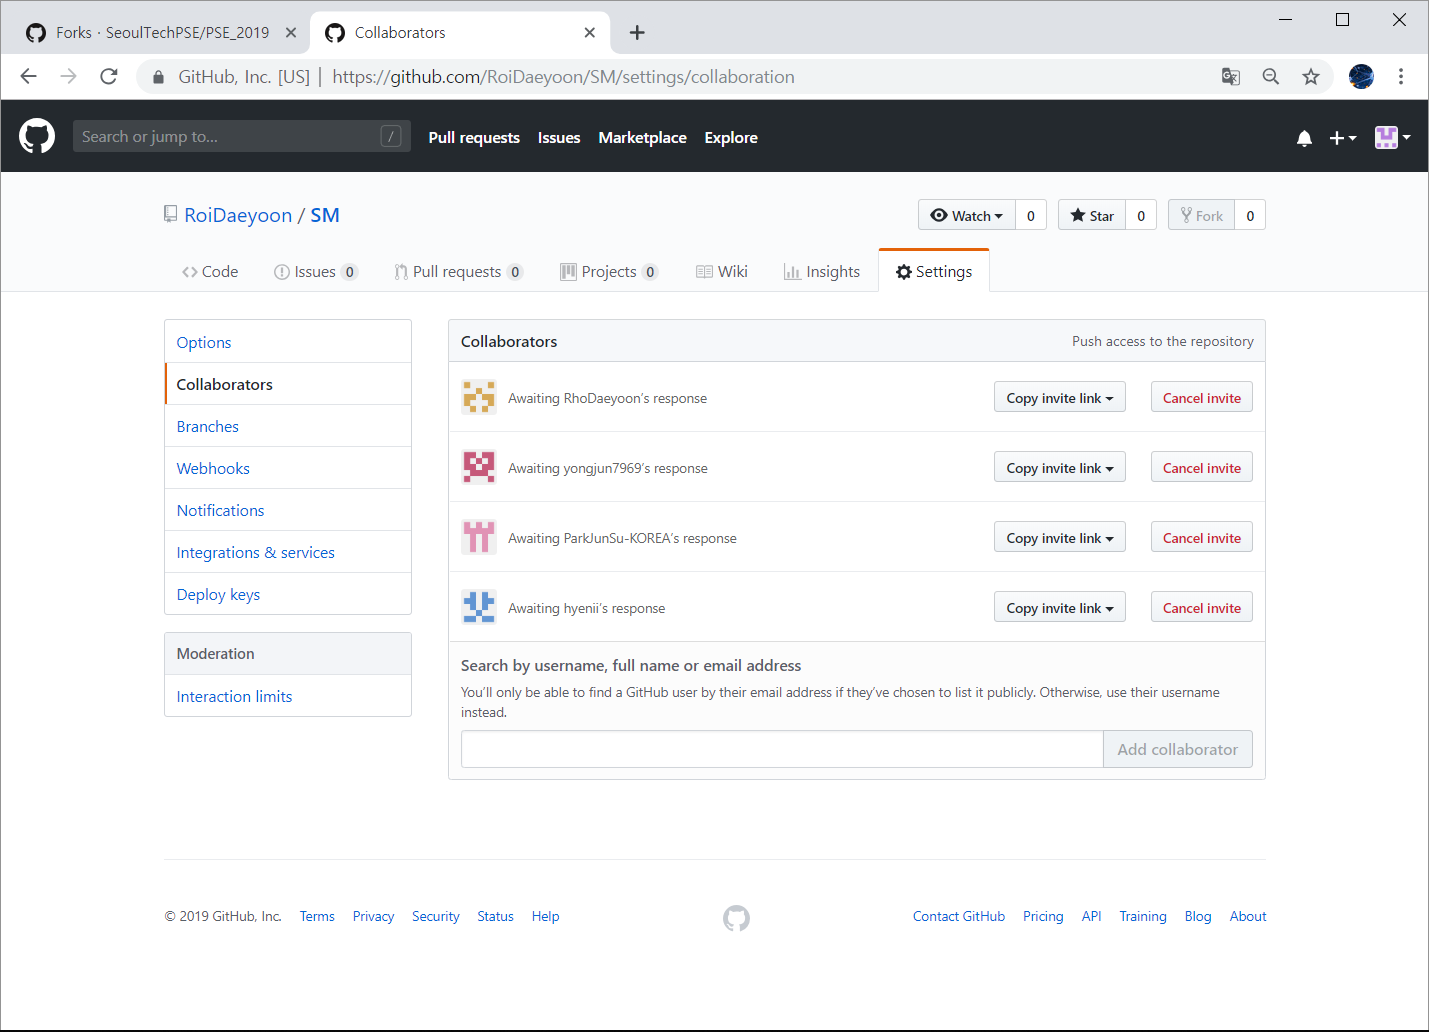 Forks · SeoulTechPSE/PSE_2019
Collaborators
GitHub, Inc. [US] | https://github.com/RoiDaeyoon/SM/settings/collaboration
Search or jump to... /
Pull requests Issues Marketplace Explore
RoiDaeyoon / SM
Watch 0 Star 0 Fork 0
Code Issues 0 Pull requests 0 Projects 0 Wiki Insights Settings
Options
Collaborators
Branches
Webhooks
Notifications
Integrations & services
Deploy keys
Moderation
Interaction limits
Collaborators Push access to the repository
Awaiting RhoDaeyoon’s response Copy invite link Cancel invite
Awaiting yongjun7969’s response Copy invite link Cancel invite
Awaiting ParkJunSu-KOREA’s response Copy invite link Cancel invite
Awaiting hyenii’s response Copy invite link Cancel invite
Search by username, full name or email address
You’ll only be able to find a GitHub user by their email address if they’ve chosen to list it publicly. Otherwise, use their username
instead.
Add collaborator
© 2019 GitHub, Inc. Terms Privacy Security Status Help
Contact GitHub Pricing API Training Blog About